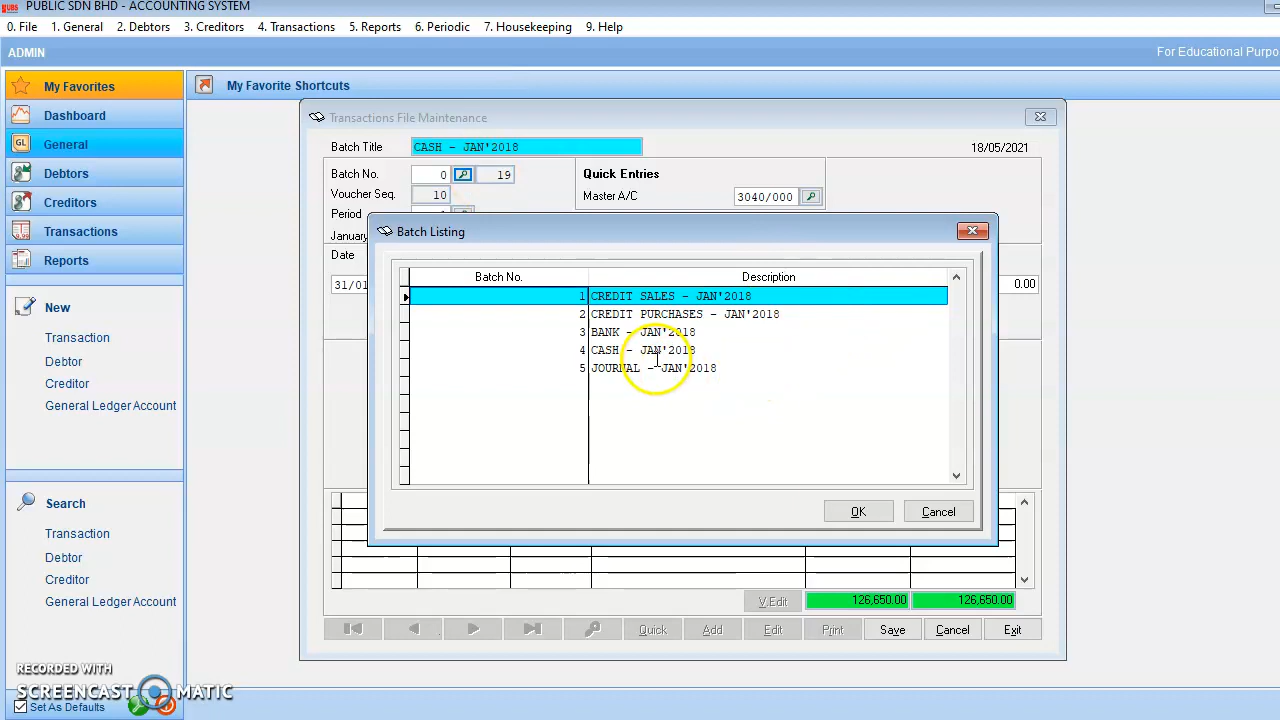 UBS PUBLIC SDN BHD - ACCOUNTING SYSTEM
0. File 1. General 2. Debtors 3. Creditors 4. Transactions 5. Reports 6. Periodic 7. Housekeeping 9. Help
ADMIN For Educational Purpo
My Favorites
My Favorite Shortcuts
Dashboard
GL General
Debtors
Creditors
Transactions
Reports
New
Transaction
Debtor
Creditor
General Ledger Account
Search
Transaction
Debtor
Creditor
General Ledger Account
Set As Defaults
Transactions File Maintenance
Batch Title CASH - JAN'2018 18/05/2021
Batch No. 0 19 Quick Entries
Voucher Seq. 10 Master A/C 3040/000
Period
January,
Date
31/01 0.00
Batch Listing
Batch No. Description
1 CREDIT SALES - JAN'2018
2 CREDIT PURCHASES - JAN'2018
3 BANK - JAN'2018
4 CASH - JAN'2018
5 JOURNAL - JAN'2018
OK Cancel
V.Edit 126,650.00 126,650.00
Quick Add Edit Print Save Cancel Exit
RECORDED WITH
SCREENCAST MATIC